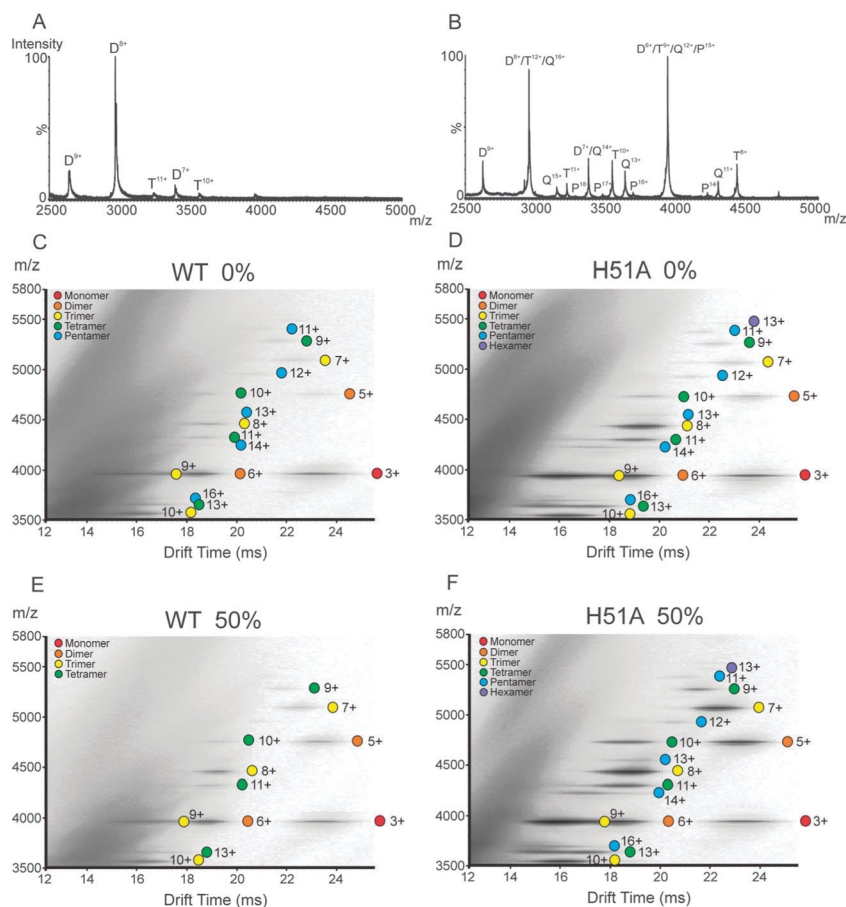 A
Intensity
100
%
D⁹⁺
D⁸⁺
T¹¹⁺
D⁷⁺
T¹⁰⁺
2500 3000 3500 4000 4500 5000
m/z
B
100
%
D⁹⁺
D⁸⁺/T¹²⁺/Q¹⁶⁺
Q¹⁵⁺
T¹¹⁺
P¹⁸
D⁷⁺/Q¹⁴⁺
P¹⁷⁺
T¹⁰⁺
Q¹³⁺
P¹⁶⁺
D⁶⁺/T⁹⁺/Q¹²⁺/P¹⁵⁺
P¹⁴
Q¹¹⁺
T⁸⁺
2500 3000 3500 4000 4500 5000
m/z
C
m/z
WT 0%
5800
5500
5000
4500
4000
3500
Monomer
Dimer
Trimer
Tetramer
Pentamer
11+
9+
7+
12+
10+
5+
13+
8+
11+
14+
9+
6+
3+
16+
13+
10+
12 14 16 18 20 22 24
Drift Time (ms)
D
m/z
H51A 0%
5800
5500
5000
4500
4000
3500
Monomer
Dimer
Trimer
Tetramer
Pentamer
Hexamer
13+
11+
9+
7+
12+
10+
5+
13+
8+
11+
14+
9+
6+
3+
16+
13+
10+
12 14 16 18 20 22 24
Drift Time (ms)
E
m/z
WT 50%
5800
5500
5000
4500
4000
3500
Monomer
Dimer
Trimer
Tetramer
9+
7+
10+
5+
8+
11+
9+
6+
3+
13+
10+
12 14 16 18 20 22 24
Drift Time (ms)
F
m/z
H51A 50%
5800
5500
5000
4500
4000
3500
Monomer
Dimer
Trimer
Tetramer
Pentamer
Hexamer
13+
11+
9+
7+
12+
10+
5+
13+
8+
11+
14+
9+
6+
3+
16+
13+
10+
12 14 16 18 20 22 24
Drift Time (ms)